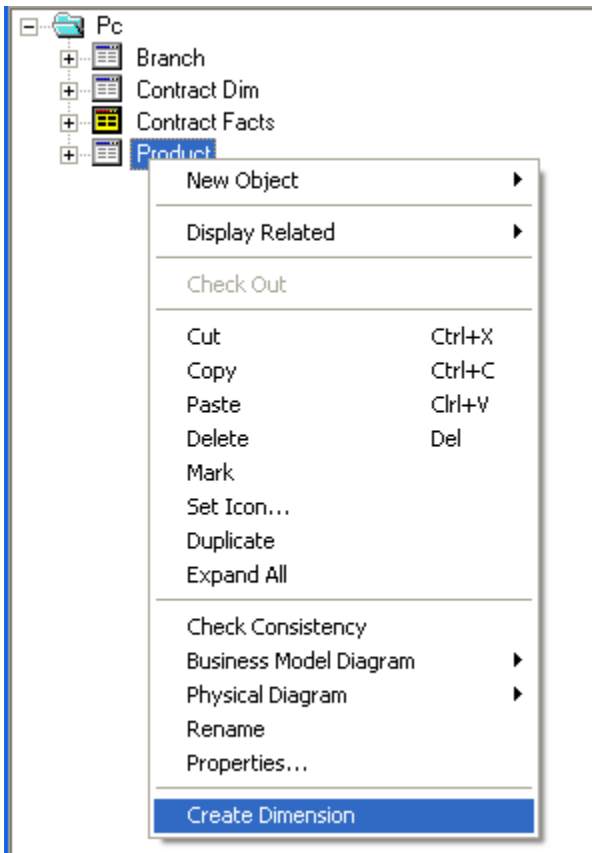 Pc
Branch
Contract Dim
Contract Facts
Product
New Object
Display Related
Check Out
Cut Ctrl+X
Copy Ctrl+C
Paste Clrl+V
Delete Del
Mark
Set Icon...
Duplicate
Expand All
Check Consistency
Business Model Diagram
Physical Diagram
Rename
Properties...
Create Dimension